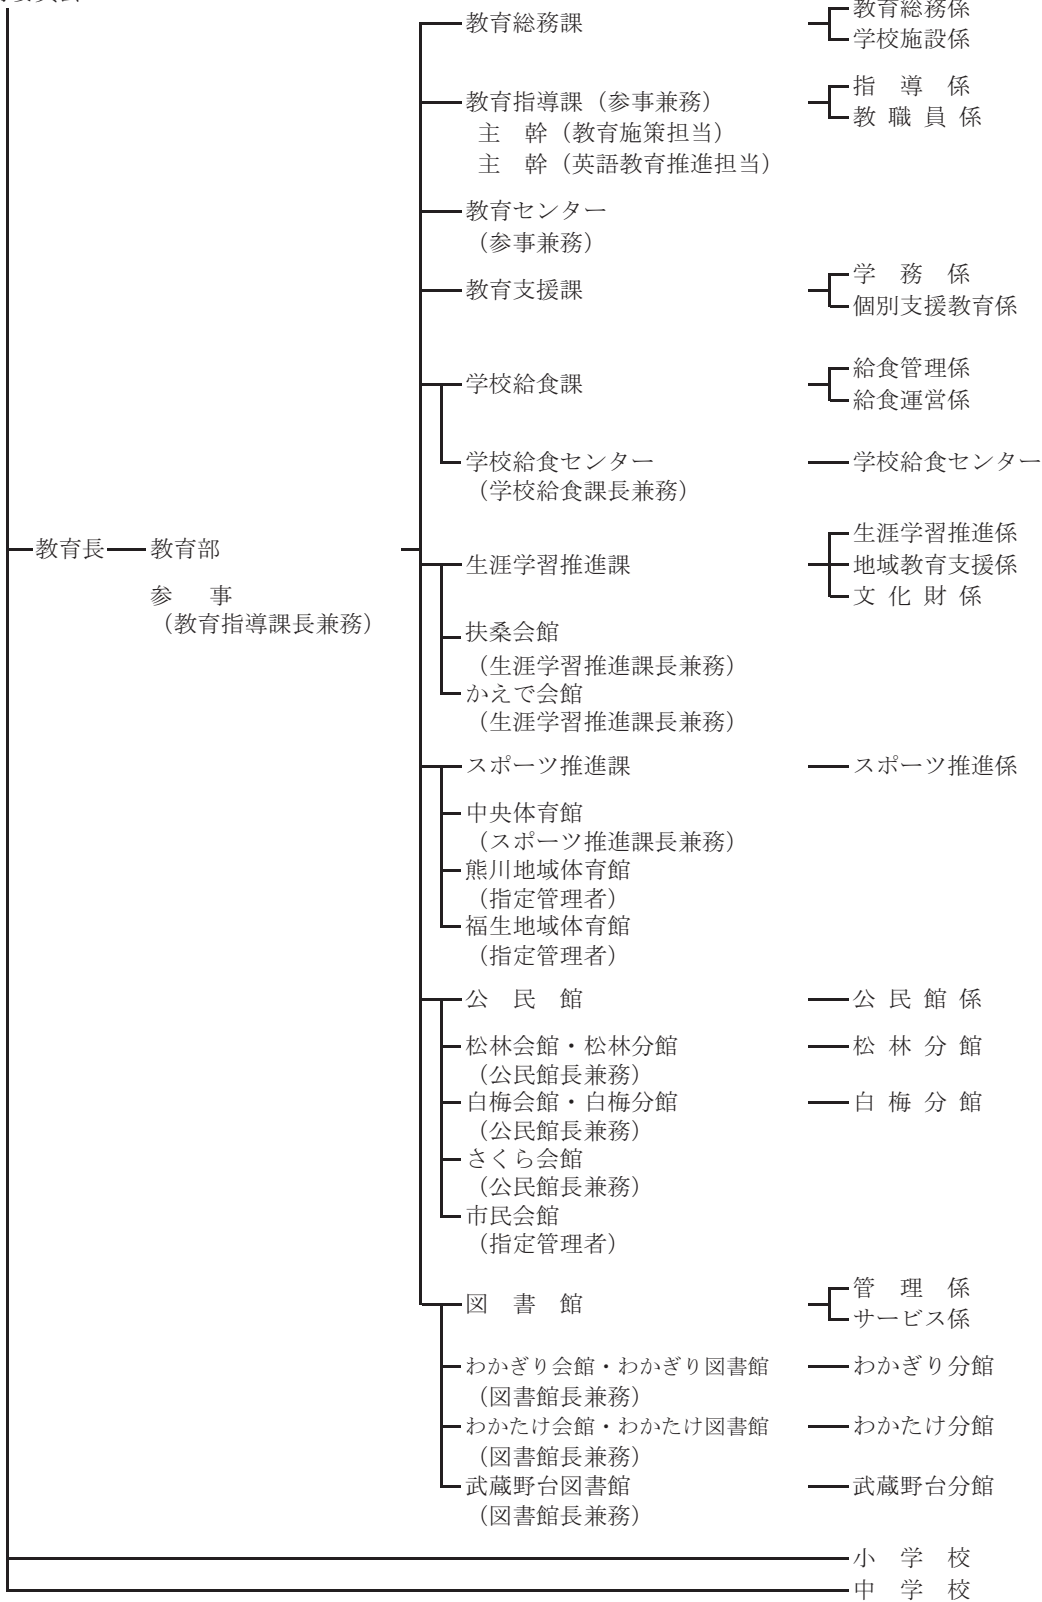 教育総務課 教育総務係
学校施設係
教育指導課（参事兼務） 指　導　係
主　幹（教育施策担当） 教 職 員 係
主　幹（英語教育推進担当）
教育センター
（参事兼務）
教育支援課 学　務　係
個別支援教育係
学校給食課 給食管理係
給食運営係
学校給食センター 学校給食センター
（学校給食課長兼務）
教育長 教育部
参　事
（教育指導課長兼務）
生涯学習推進課 生涯学習推進係
地域教育支援係
文 化 財 係
扶桑会館
（生涯学習推進課長兼務）
かえで会館
（生涯学習推進課長兼務）
スポーツ推進課 スポーツ推進係
中央体育館
（スポーツ推進課長兼務）
熊川地域体育館
（指定管理者）
福生地域体育館
（指定管理者）
公　民　館 公 民 館 係
松林会館・松林分館 松 林 分 館
（公民館長兼務）
白梅会館・白梅分館 白 梅 分 館
（公民館長兼務）
さくら会館
（公民館長兼務）
市民会館
（指定管理者）
図　書　館 管　理　係
サービス係
わかぎり会館・わかぎり図書館 わかぎり分館
（図書館長兼務）
わかたけ会館・わかたけ図書館 わかたけ分館
（図書館長兼務）
武蔵野台図書館 武蔵野台分館
（図書館長兼務）
小　学　校
中　学　校